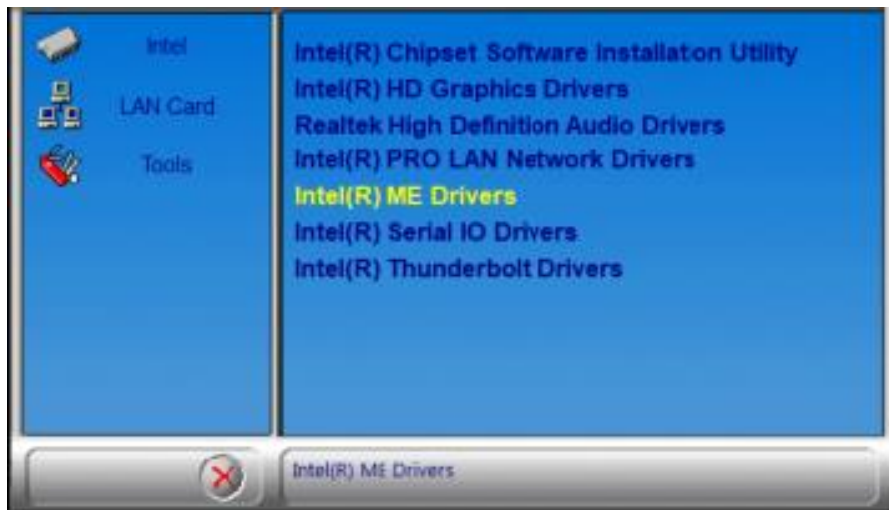 Intel
LAN Card
Tools
Intel(R) Chipset Software Installation Utility
Intel(R) HD Graphics Drivers
Realtek High Definition Audio Drivers
Intel(R) PRO LAN Network Drivers
Intel(R) ME Drivers
Intel(R) Serial IO Drivers
Intel(R) Thunderbolt Drivers
Intel(R) ME Drivers